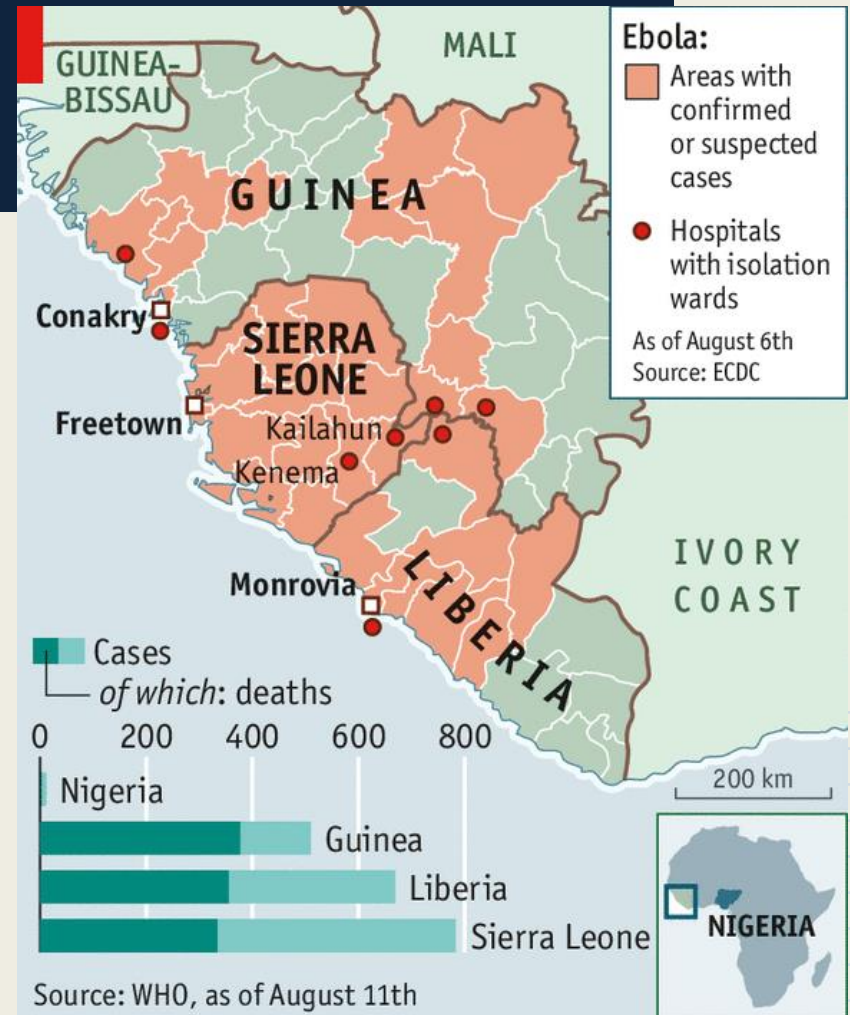 GUINEA-
BISSAU
MALI
Ebola:
Areas with
confirmed
or suspected
cases
Hospitals
with isolation
wards
As of August 6th
Source: ECDC
GUINEA
Conakry
SIERRA
LEONE
Freetown
Kailahun
Kenema
IVORY
COAST
Monrovia
LIBERIA
Cases
of which: deaths
0 200 400 600 800
Nigeria
Guinea
Liberia
Sierra Leone
200 km
NIGERIA
Source: WHO, as of August 11th